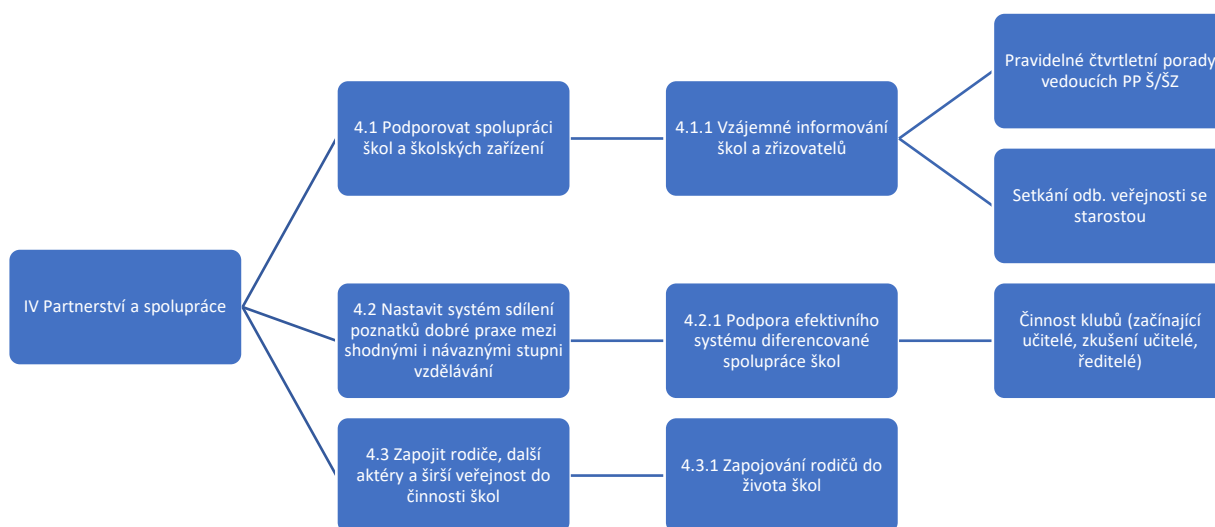 IV Partnerství a spolupráce
4.1 Podporovat spolupráci
škol a školských zařízení
4.1.1 Vzájemné informování
škol a zřizovatelů
Pravidelné čtvrtletní porady
vedoucích PP Š/ŠZ
Setkání odb. veřejnosti se
starostou
4.2 Nastavit systém sdílení
poznatků dobré praxe mezi
shodnými i návaznými stupni
vzdělávání
4.2.1 Podpora efektivního
systému diferencované
spolupráce škol
Činnost klubů (začínající
učitelé, zkušení učitelé,
ředitelé)
4.3 Zapojit rodiče, další
aktéry a širší veřejnost do
činnosti škol
4.3.1 Zapojování rodičů do
života škol